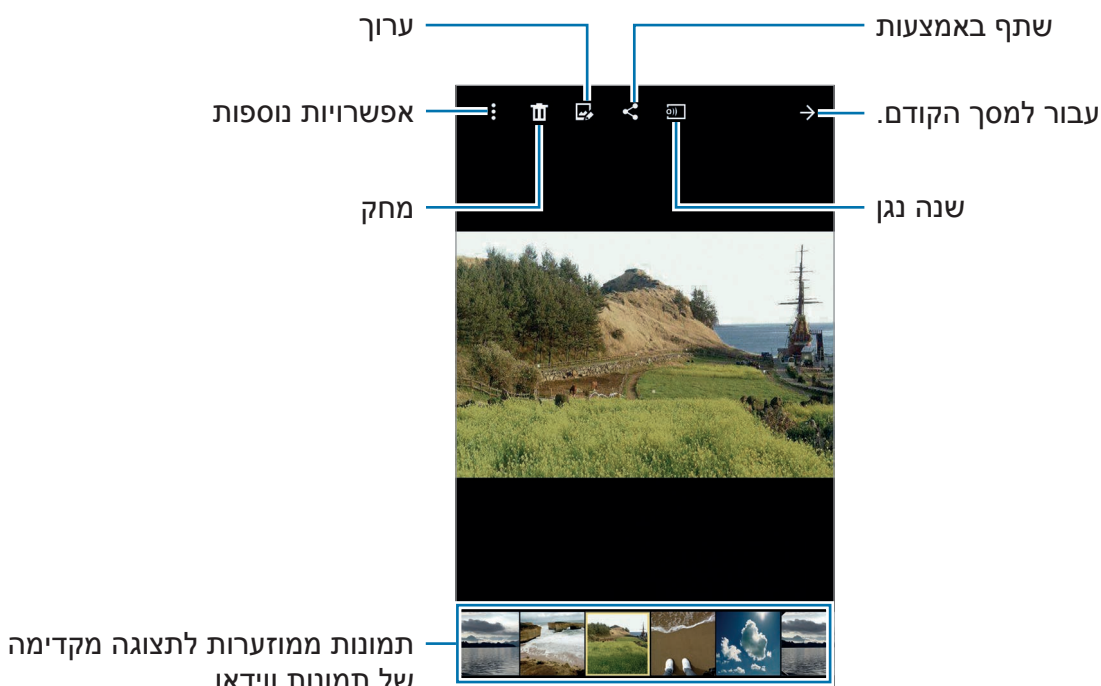 ערוך
שתף באמצעות
אפשרויות נוספות
עבור למסך הקודם.
מחק
שנה נגן
תמונות ממוזערות לתצוגה מקדימה
של תמונות ווידאו